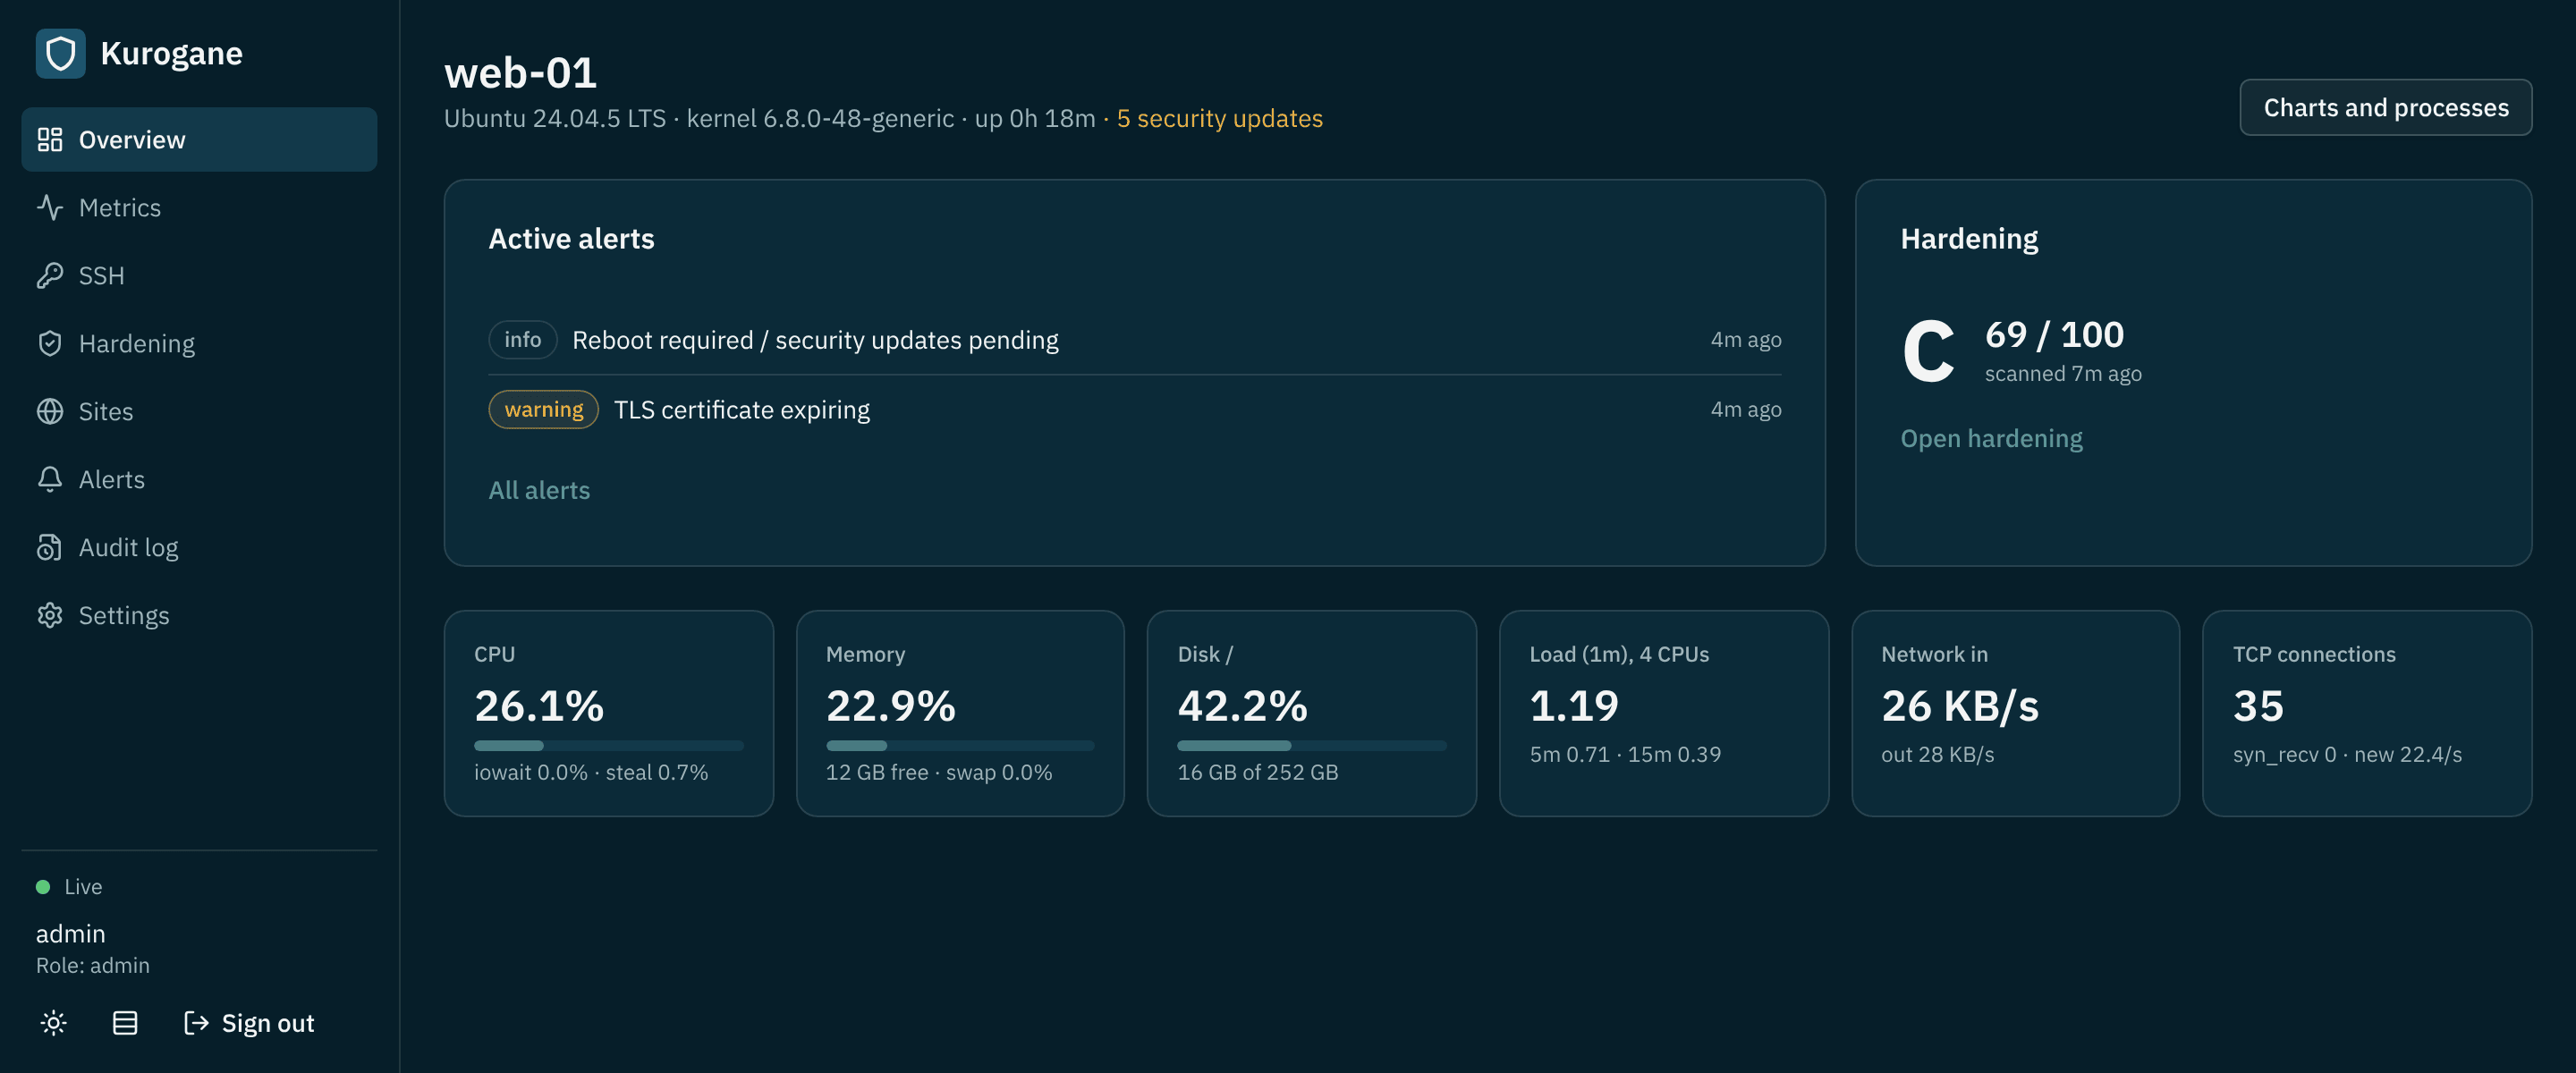 Kurogane
Overview
Metrics
SSH
Hardening
Sites
Alerts
Audit log
Settings
Live
admin
Role: admin
Sign out
web-01
Ubuntu 24.04.5 LTS · kernel 6.8.0-48-generic · up 0h 18m · 5 security updates
Charts and processes
Active alerts
info Reboot required / security updates pending 4m ago
warning TLS certificate expiring 4m ago
All alerts
Hardening
C 69 / 100
scanned 7m ago
Open hardening
CPU
26.1%
iowait 0.0% · steal 0.7%
Memory
22.9%
12 GB free · swap 0.0%
Disk /
42.2%
16 GB of 252 GB
Load (1m), 4 CPUs
1.19
5m 0.71 · 15m 0.39
Network in
26 KB/s
out 28 KB/s
TCP connections
35
syn_recv 0 · new 22.4/s